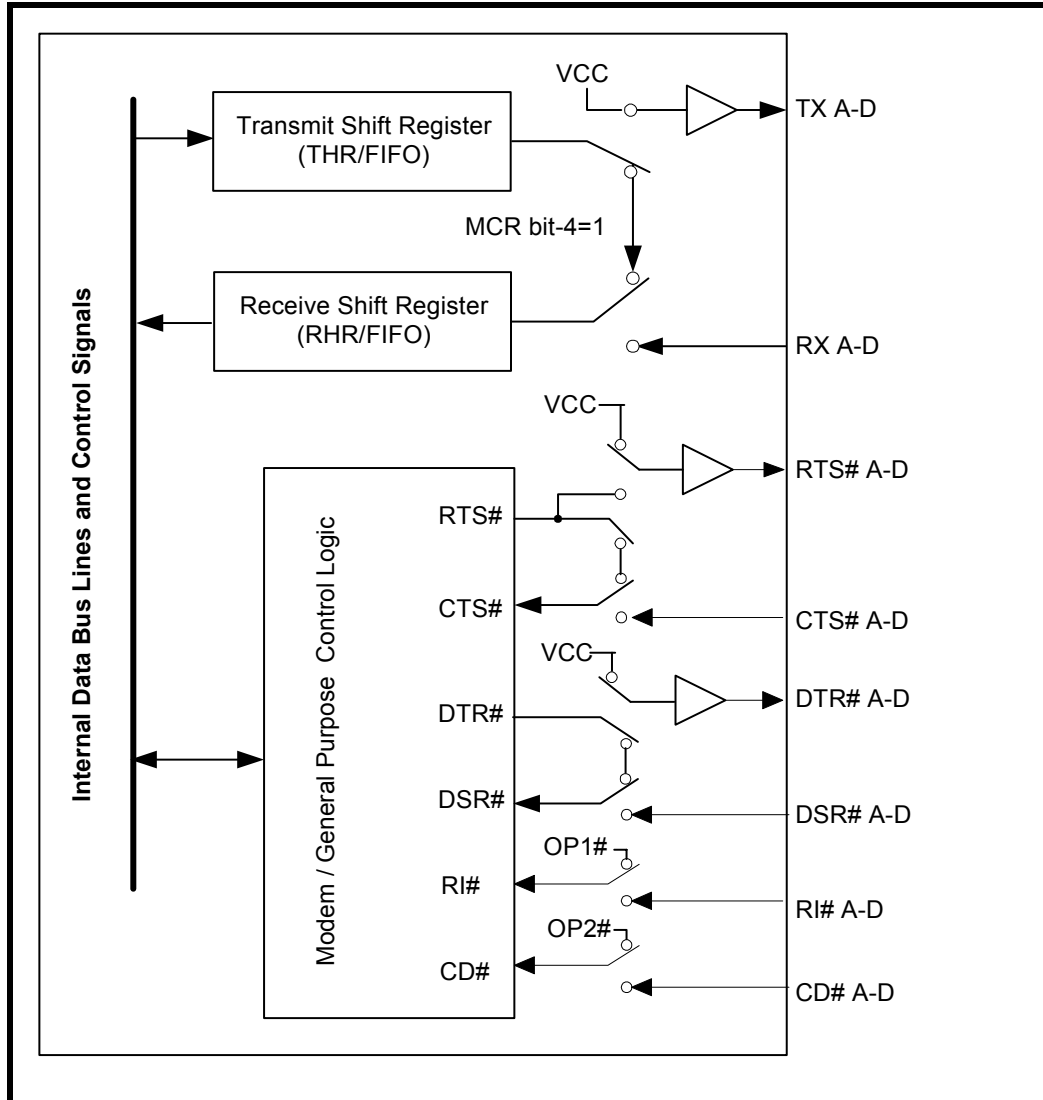 VCC
TX A-D
Transmit Shift Register
(THR/FIFO)
MCR bit-4=1
Receive Shift Register
(RHR/FIFO)
RX A-D
Internal Data Bus Lines and Control Signals
VCC
RTS# A-D
Modem / General Purpose Control Logic
RTS#
CTS#
CTS# A-D
VCC
DTR#
DTR# A-D
DSR#
DSR# A-D
OP1#
RI#
RI# A-D
OP2#
CD#
CD# A-D